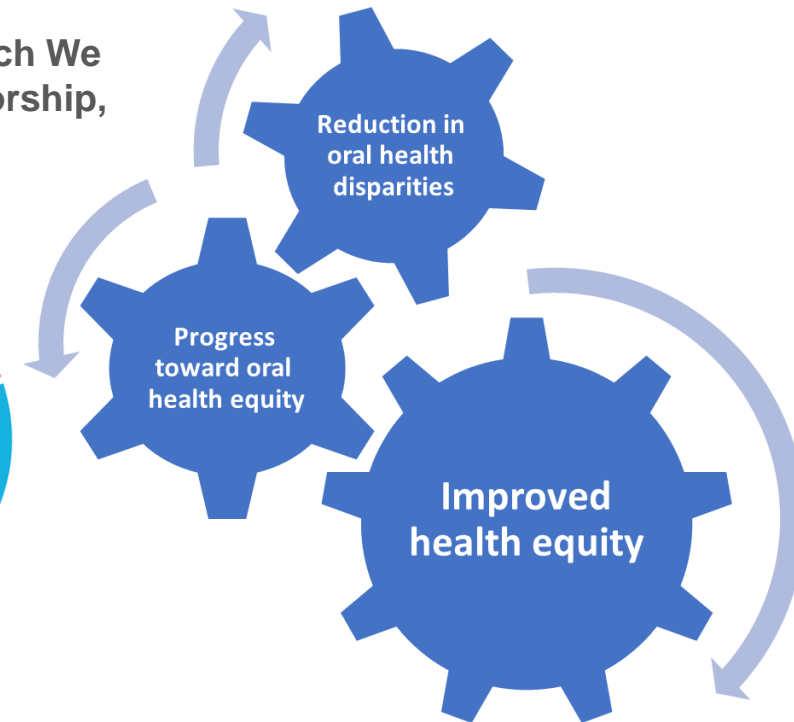 ch We
orship,
Reduction in
oral health
disparities
Progress
toward oral
health equity
Improved
health equity